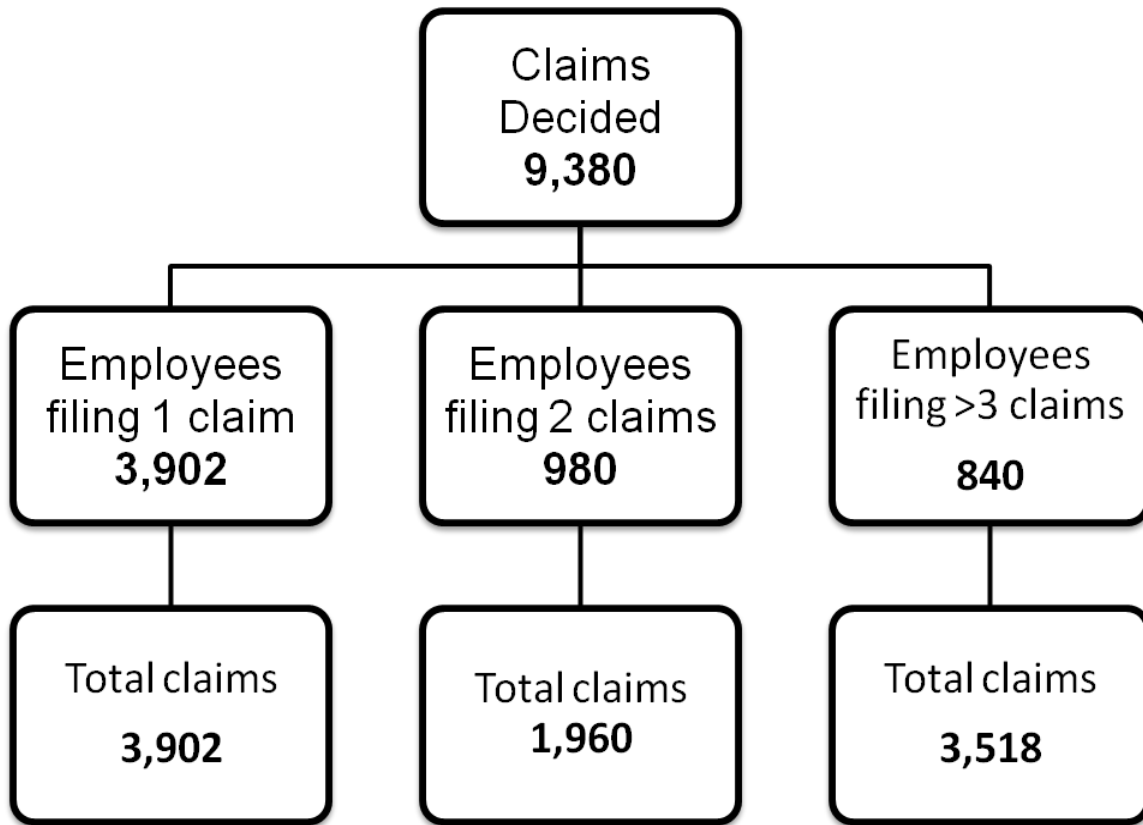 Claims
Decided
9,380
Employees
filing 1 claim
3,902
Employees
filing 2 claims
980
Employees
filing >3 claims
840
Total claims
3,902
Total claims
1,960
Total claims
3,518